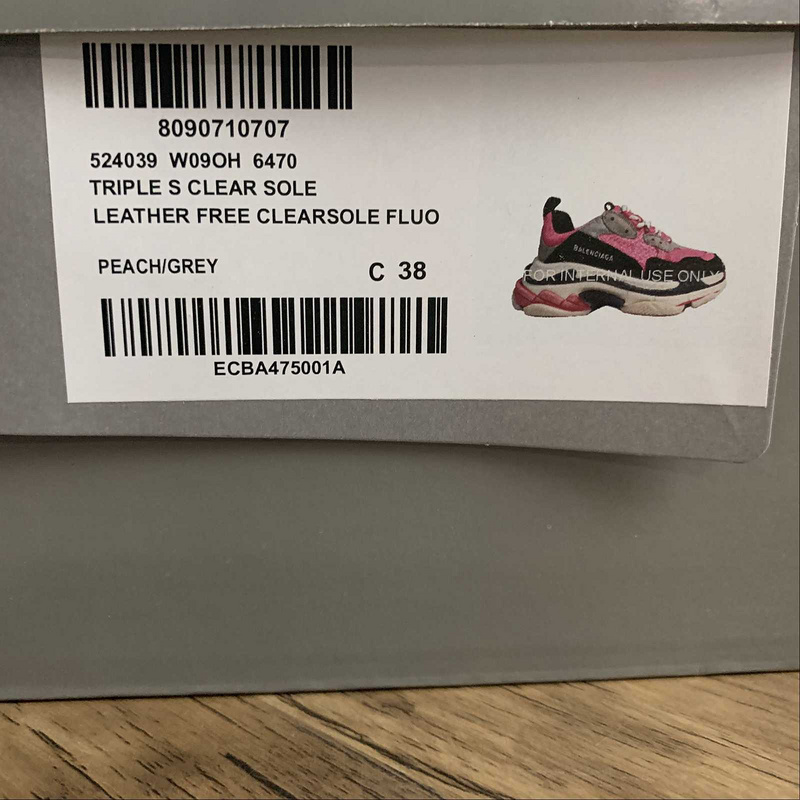 8090710707
524039 W09OH 6470
TRIPLE S CLEAR SOLE
LEATHER FREE CLEARSOLE FLUO
PEACH/GREY
C 38
BALENCIAGA
FOR INTERNAL USE ONLY
ECBA475001A